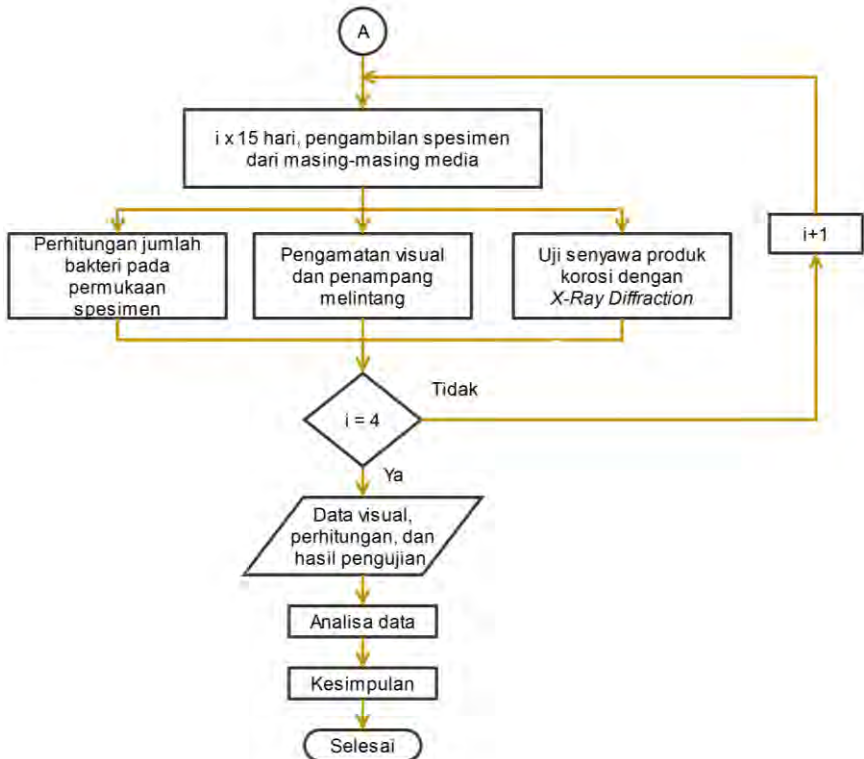 A
i x 15 hari, pengambilan spesimen
dari masing-masing media
Perhitungan jumlah
bakteri pada
permukaan
spesimen
Pengamatan visual
dan penampang
melintang
Uji senyawa produk
korosi dengan
X-Ray Diffraction
i+1
Tidak
i = 4
Ya
Data visual,
perhitungan, dan
hasil pengujian
Analisa data
Kesimpulan
Selesai